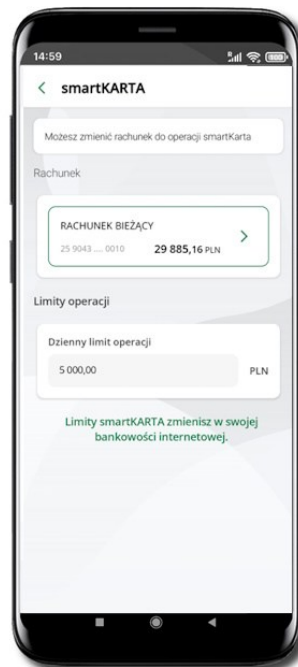 14:59
smartKARTA
Możesz zmienić rachunek do operacji smartKarta
Rachunek
RACHUNEK BIEŻĄCY
25 9043 .... 0010 29 885,16 PLN
Limity operacji
Dzienny limit operacji
5 000,00 PLN
Limity smartKARTA zmienisz w swojej
bankowości internetowej.